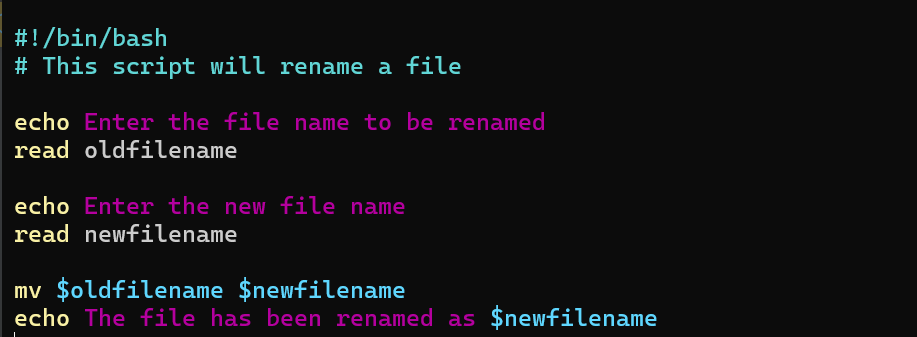 #!/bin/bash
# This script will rename a file
echo Enter the file name to be renamed
read oldfilename
echo Enter the new file name
read newfilename
mv $oldfilename $newfilename
echo The file has been renamed as $newfilename